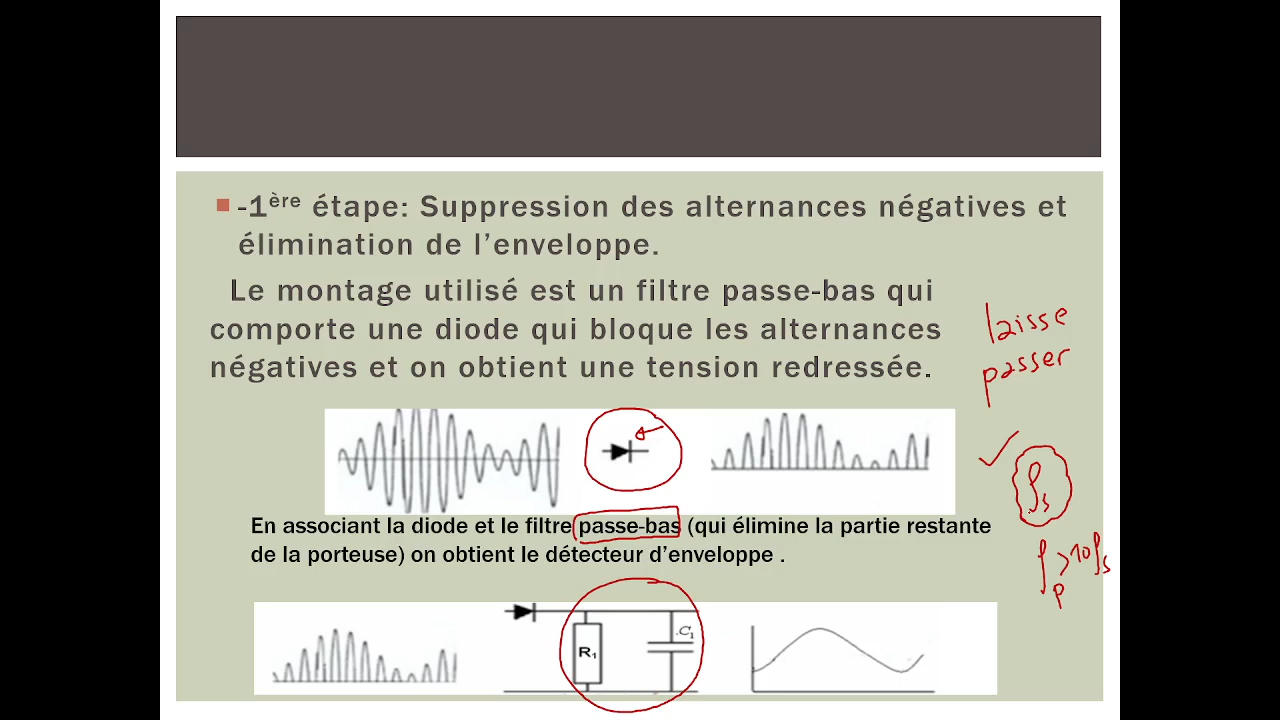 -1ère étape: Suppression des alternances négatives et
élimination de l'enveloppe.
Le montage utilisé est un filtre passe-bas qui
comporte une diode qui bloque les alternances
négatives et on obtient une tension redressée.
laisse
passer
fs
fp>10fs
En associant la diode et le filtre passe-bas (qui élimine la partie restante
de la porteuse) on obtient le détecteur d'enveloppe .
R1
C1